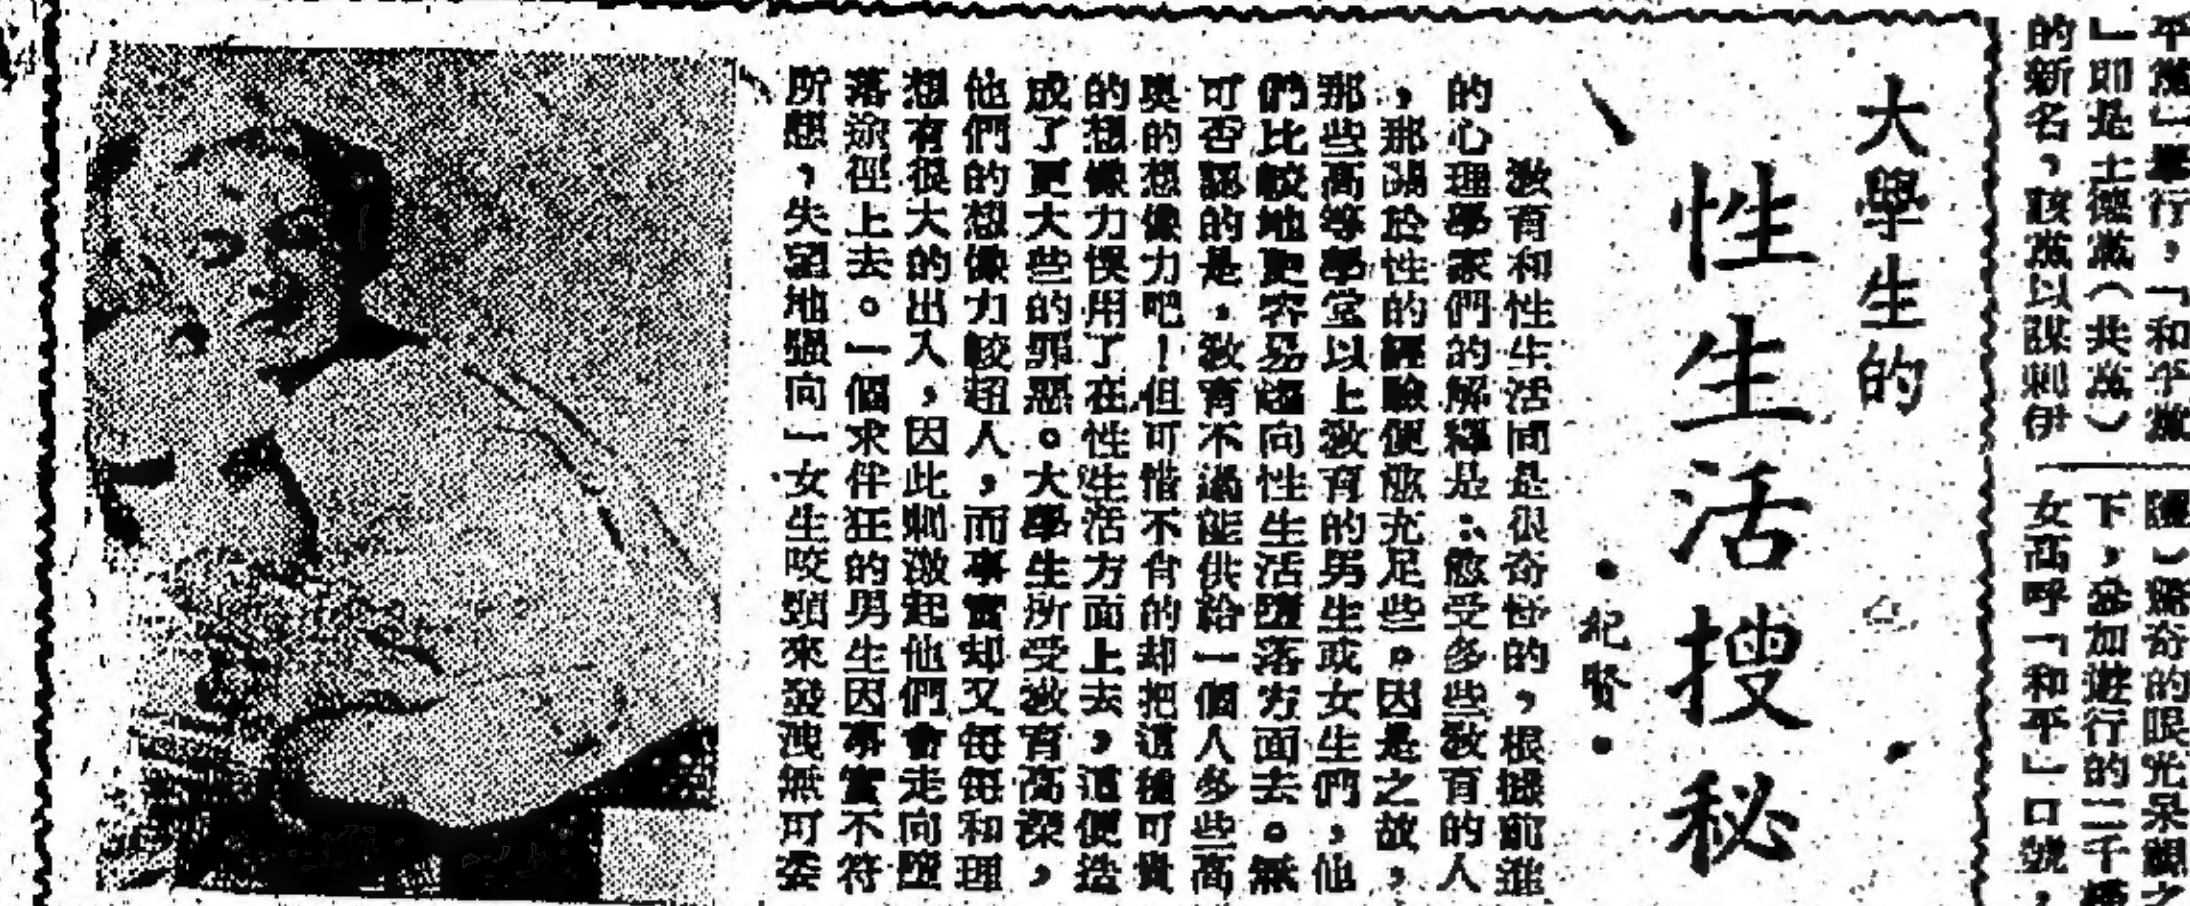 平黨」舉行,「和平黨
」即是土德黨(共黨)
的新名,該黨以謀刺伊
驚奇的眼光呆觀之
下,參加遊行的二千
女高呼「和平」口號,
大學生的
性生活搜秘
•紀賢•
教育和性生活同是很奇怪的,根據前進
的心理學家們的解釋是:愈受多些教育的人
,那關於性的經驗便愈充足些。因是之故,
那些高等學堂以上教育的男生或女生們,他
們比較地更容易趨向性生活墮落方面去。無
可否認的是,教育不過能供給一個人多些高
奧的想像力吧!但可惜不肯的却把這種可貴
的想像力悞用了在性生活方面上去,這便造
成了更大些的罪惡。大學生所受教育高深,
他們的想像力較超人,而事實却又每每和理
想有很大的出入,因此刺激起他們會走向墮
落途徑上去。一個求伴狂的男生因事實不符
所想,失望地強向一女生咬頸來發洩無可奈